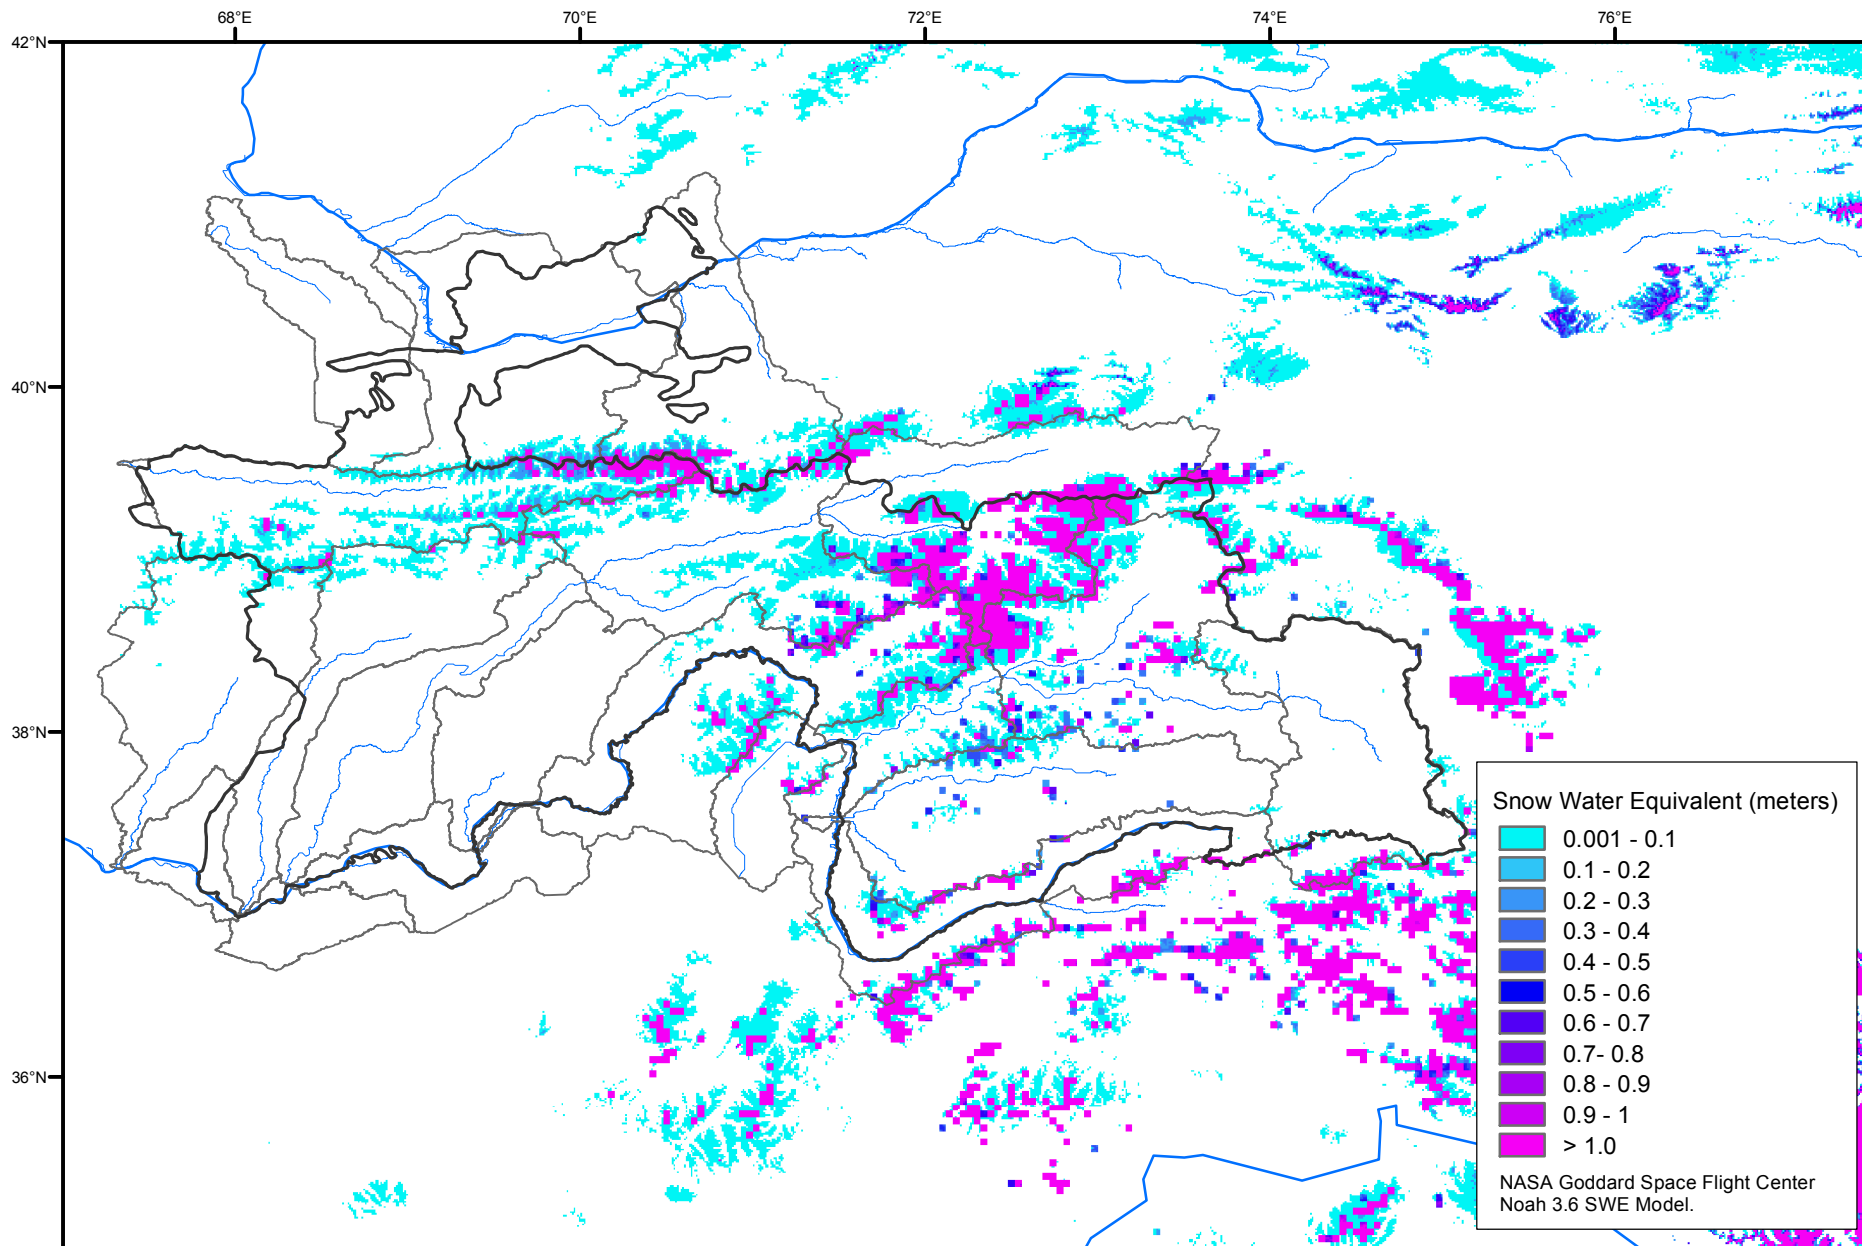 68°E 70°E 72°E 74°E 76°E
42°N
40°N
38°N
36°N
Snow Water Equivalent (meters)
0.001 - 0.1
0.1 - 0.2
0.2 - 0.3
0.3 - 0.4
0.4 - 0.5
0.5 - 0.6
0.6 - 0.7
0.7- 0.8
0.8 - 0.9
0.9 - 1
> 1.0
NASA Goddard Space Flight Center
Noah 3.6 SWE Model.